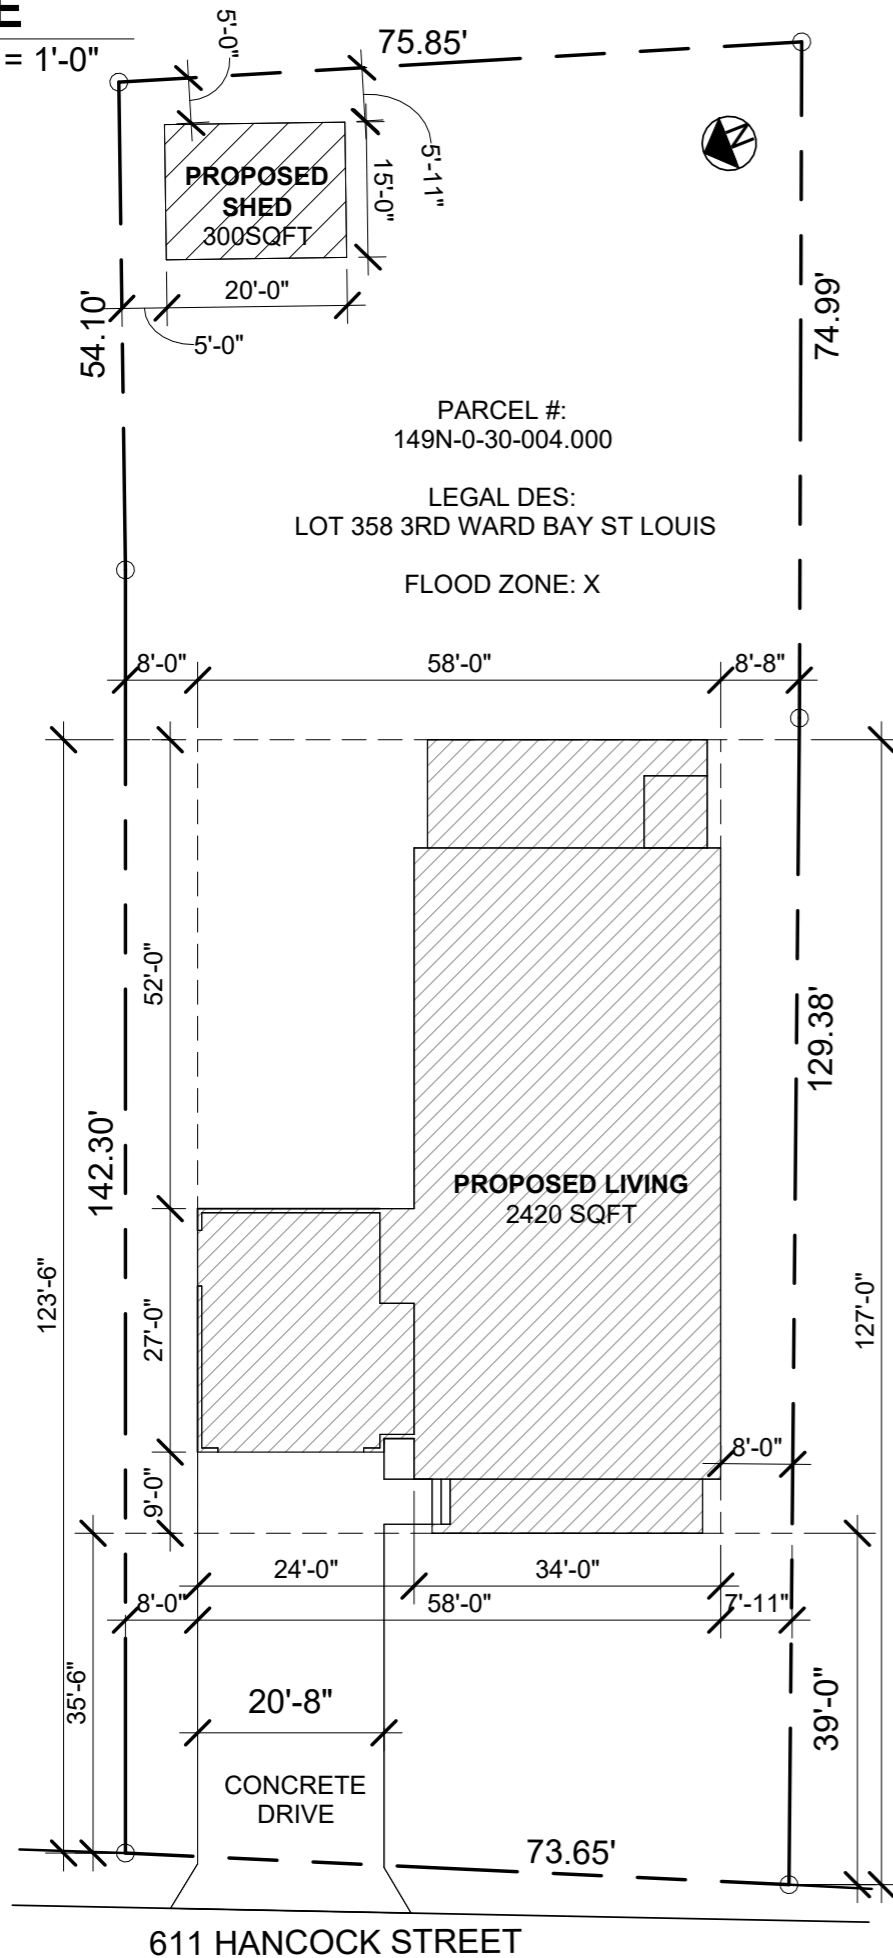 E
= 1'-0"
5'-0"
75.85'
N
5'-11"
15'-0"
PROPOSED
SHED
300SQFT
20'-0"
5'-0"
54.10'
74.99'
PARCEL #:
149N-0-30-004.000
LEGAL DES:
LOT 358 3RD WARD BAY ST LOUIS
FLOOD ZONE: X
8'-0"
58'-0"
8'-8"
52'-0"
129.38'
142.30'
PROPOSED LIVING
2420 SQFT
123'-6"
27'-0"
127'-0"
8'-0"
9'-0"
24'-0"
34'-0"
8'-0"
58'-0"
7'-11"
35'-6"
20'-8"
39'-0"
CONCRETE
DRIVE
73.65'
611 HANCOCK STREET